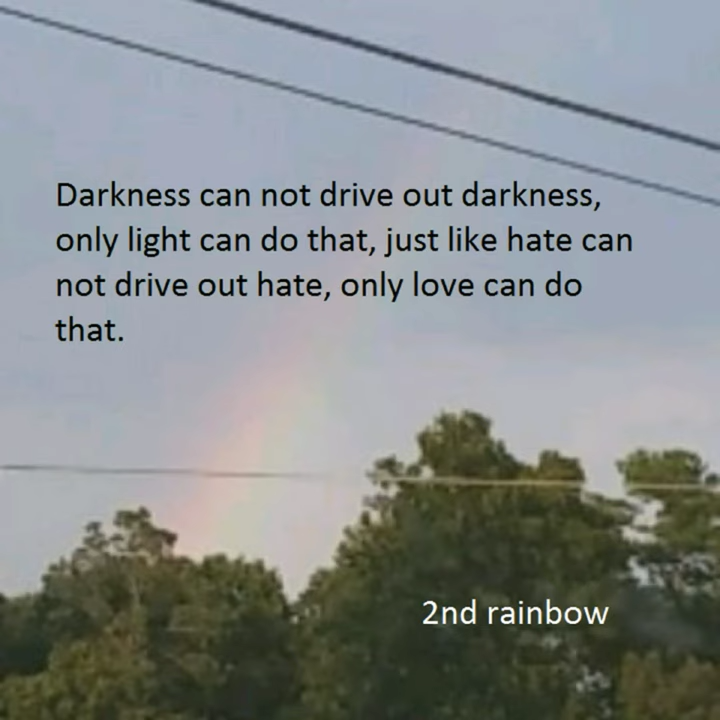 Darkness can not drive out darkness,
only light can do that, just like hate can
not drive out hate, only love can do
that.
2nd rainbow